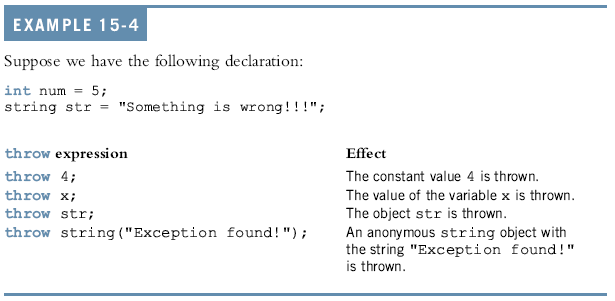 EXAMPLE 15-4
Suppose we have the following declaration:
int num = 5;
string str = "Something is wrong!!!";
throw expression Effect
throw 4; The constant value 4 is thrown.
throw x; The value of the variable x is thrown.
throw str; The object str is thrown.
throw string("Exception found!"); An anonymous string object with
the string "Exception found!"
is thrown.